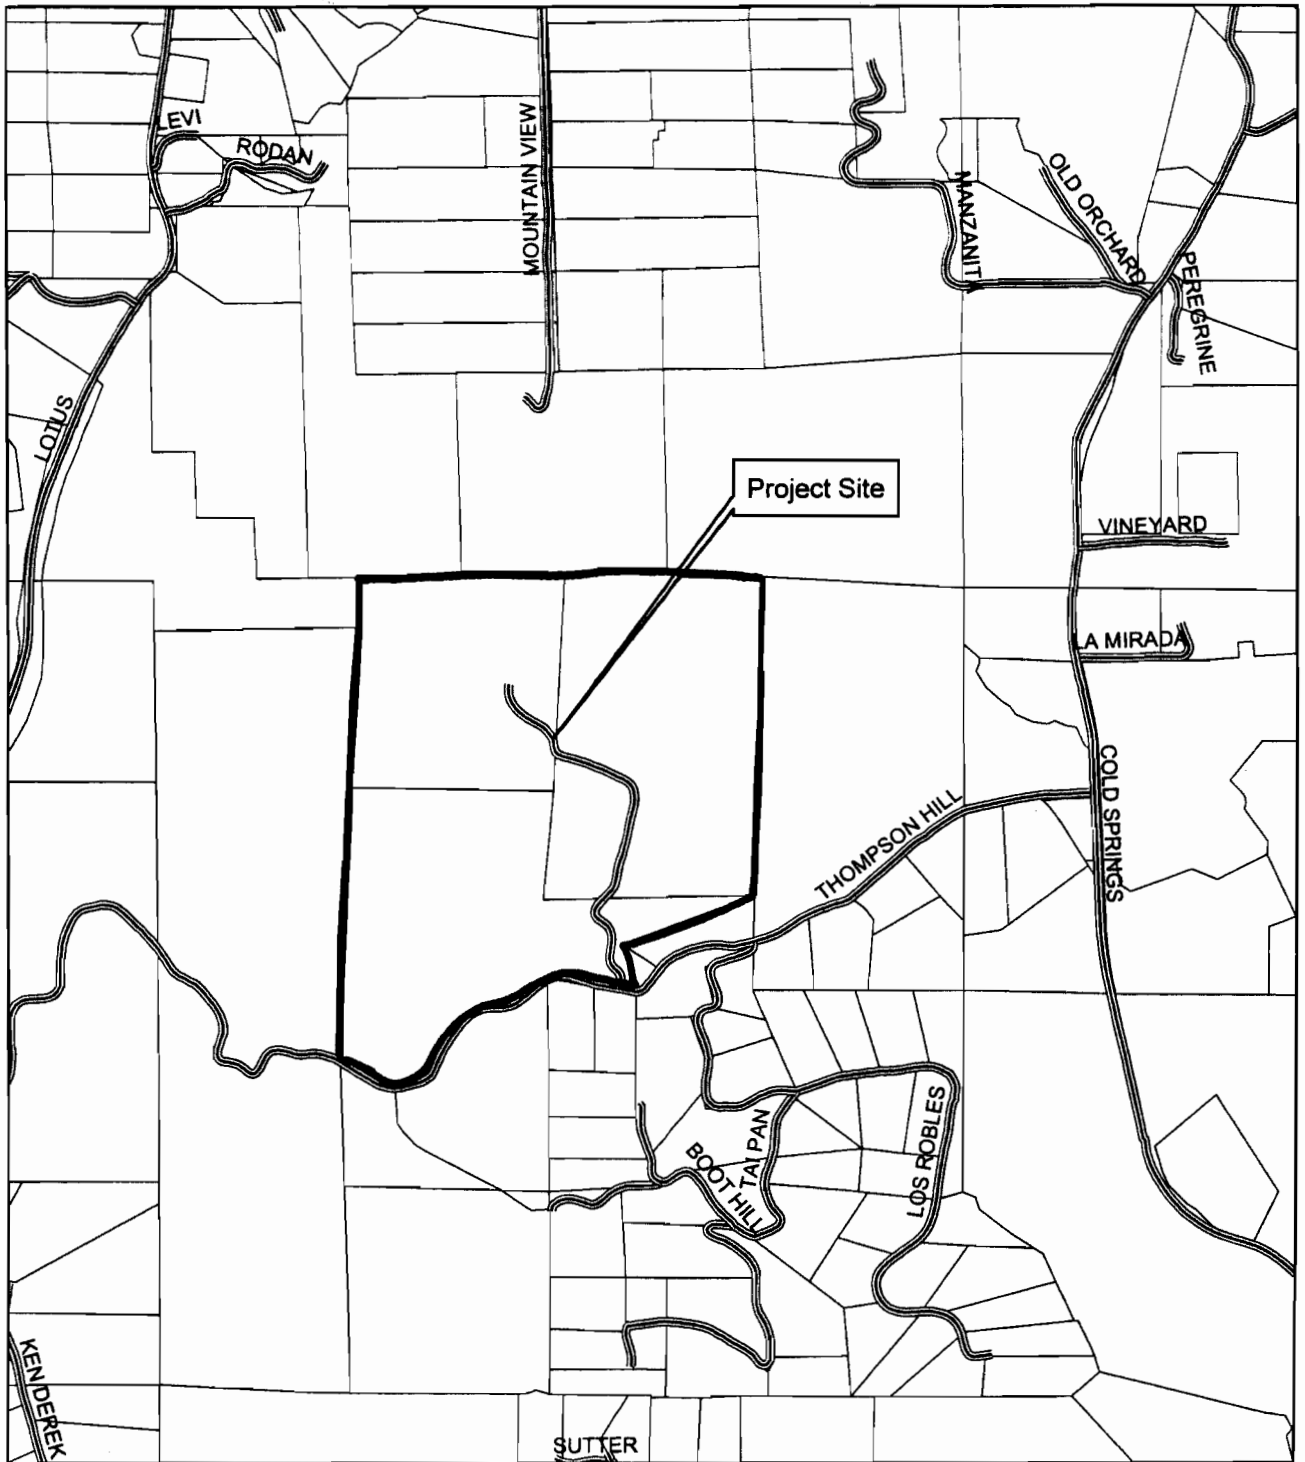 LEVI
RODAN
MOUNTAIN VIEW
MANZANITA
OLD ORCHARD
PEREGRINE
LOTUS
Project Site
VINEYARD
LA MIRADA
COLD SPRINGS
THOMPSON HILL
TAI PAN
BOOT HILL
LOS ROBLES
KEN DEREK
SUTTER